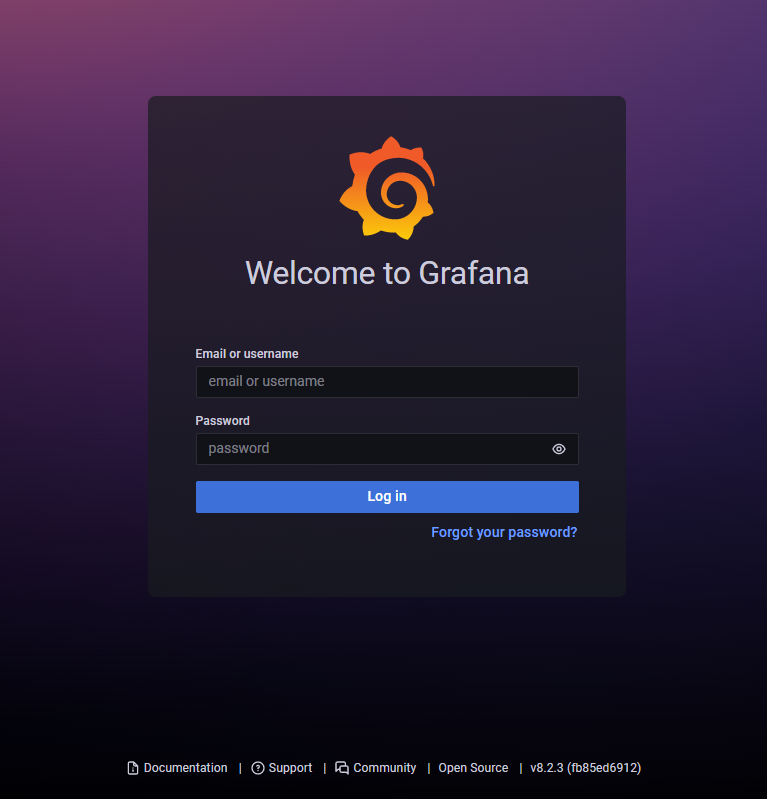 Welcome to Grafana
Email or username
email or username
Password
password
Log in
Forgot your password?
Documentation | Support | Community | Open Source | v8.2.3 (fb85ed6912)